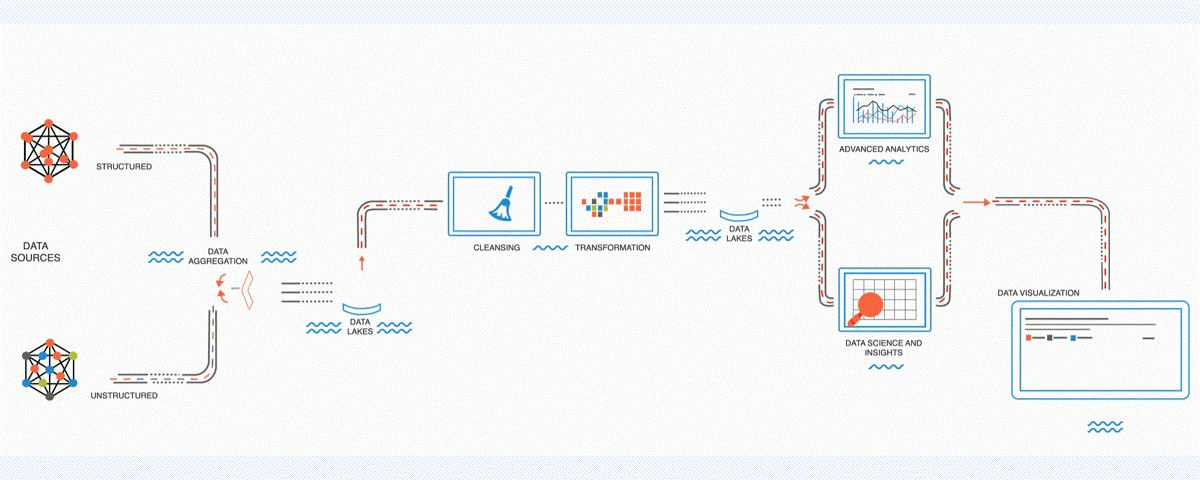 STRUCTURED
DATA
SOURCES
DATA
AGGREGATION
UNSTRUCTURED
DATA
LAKES
CLEANSING
TRANSFORMATION
DATA
LAKES
ADVANCED ANALYTICS
DATA SCIENCE AND
INSIGHTS
DATA VISUALIZATION